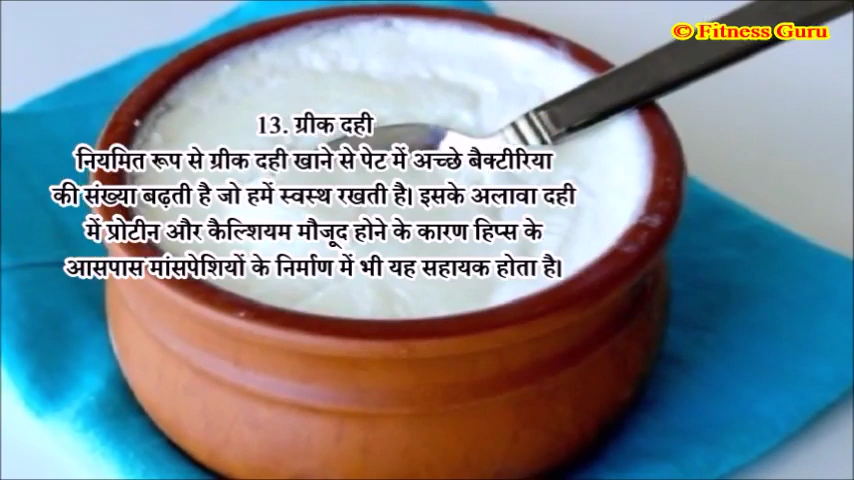 © Fitness Guru
13. ग्रीक दही
नियमित रूप से ग्रीक दही खाने से पेट में अच्छे बैक्टीरिया
की संख्या बढ़ती है जो हमें स्वस्थ रखती है। इसके अलावा दही
में प्रोटीन और कैल्शियम मौजूद होने के कारण हिप्स के
आसपास मांसपेशियों के निर्माण में भी यह सहायक होता है।